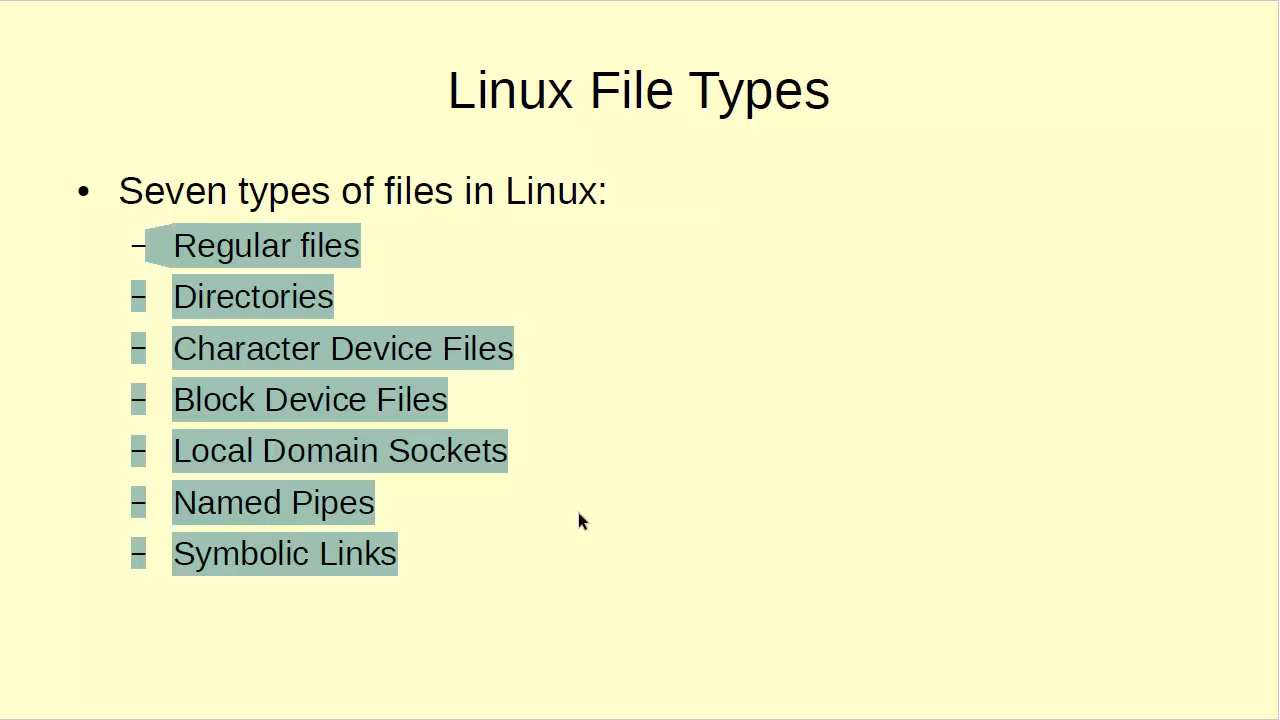 Linux File Types
• Seven types of files in Linux:
– Regular files
– Directories
– Character Device Files
– Block Device Files
– Local Domain Sockets
– Named Pipes
– Symbolic Links